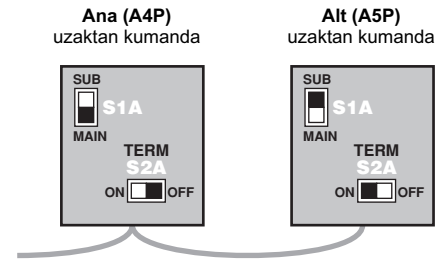 Ana (A4P)
uzaktan kumanda
SUB
S1A
MAIN
TERM
S2A
ON OFF
Alt (A5P)
uzaktan kumanda
SUB
S1A
MAIN
TERM
S2A
ON OFF